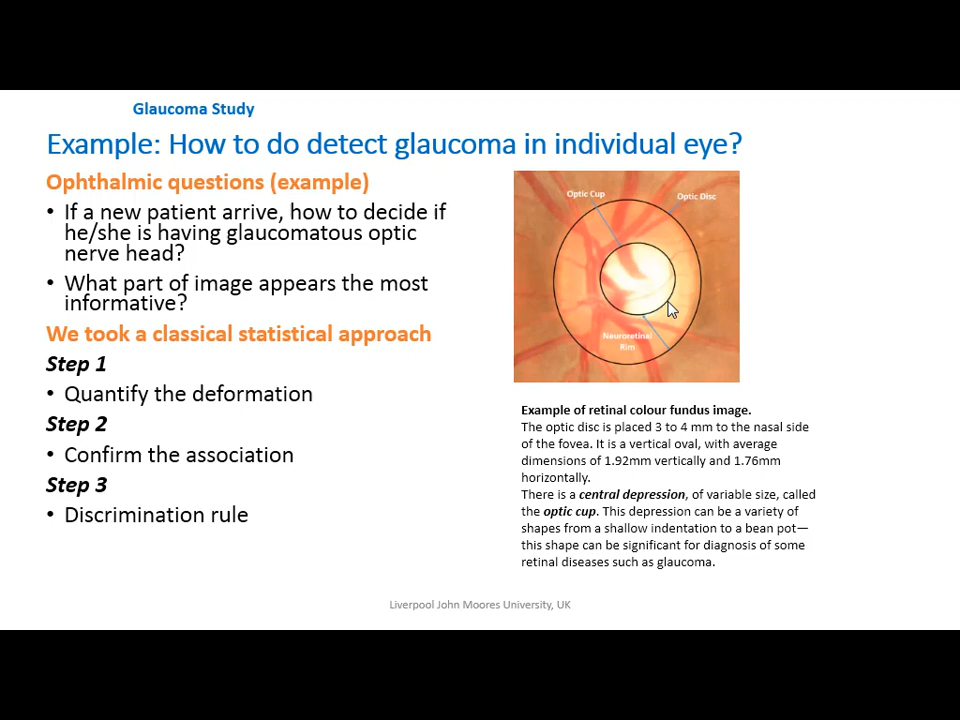 Glaucoma Study
Example: How to do detect glaucoma in individual eye?
Ophthalmic questions (example)
• If a new patient arrive, how to decide if
he/she is having glaucomatous optic
nerve head?
• What part of image appears the most
informative?
We took a classical statistical approach
Step 1
• Quantify the deformation
Step 2
• Confirm the association
Step 3
• Discrimination rule
Optic Cup
Optic Disc
Neuroretinal
Rim
Example of retinal colour fundus image.
The optic disc is placed 3 to 4 mm to the nasal side
of the fovea. It is a vertical oval, with average
dimensions of 1.92mm vertically and 1.76mm
horizontally.
There is a central depression, of variable size, called
the optic cup. This depression can be a variety of
shapes from a shallow indentation to a bean pot—
this shape can be significant for diagnosis of some
retinal diseases such as glaucoma.
Liverpool John Moores University, UK